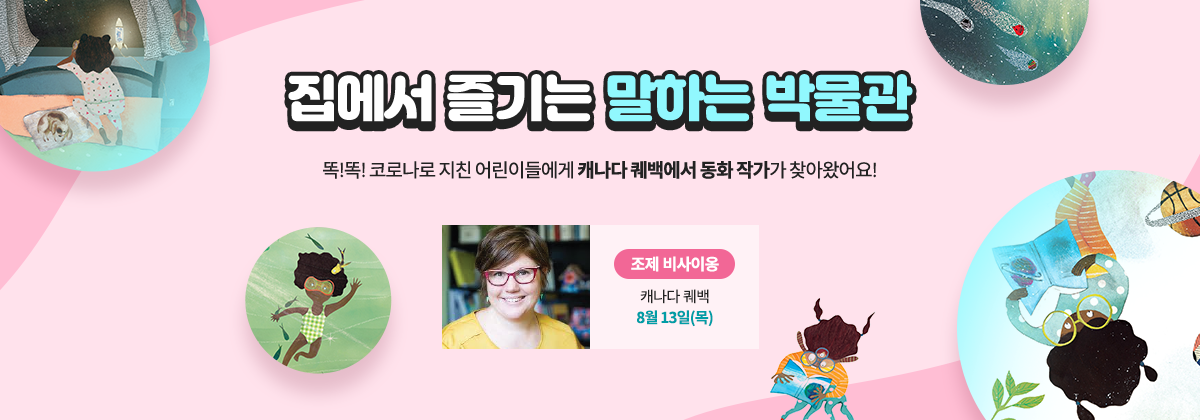 집에서 즐기는 말하는 박물관
똑!똑! 코로나로 지친 어린이들에게 캐나다 퀘백에서 동화 작가가 찾아왔어요!
조제 비사이옹
캐나다 퀘백
8월 13일(목)